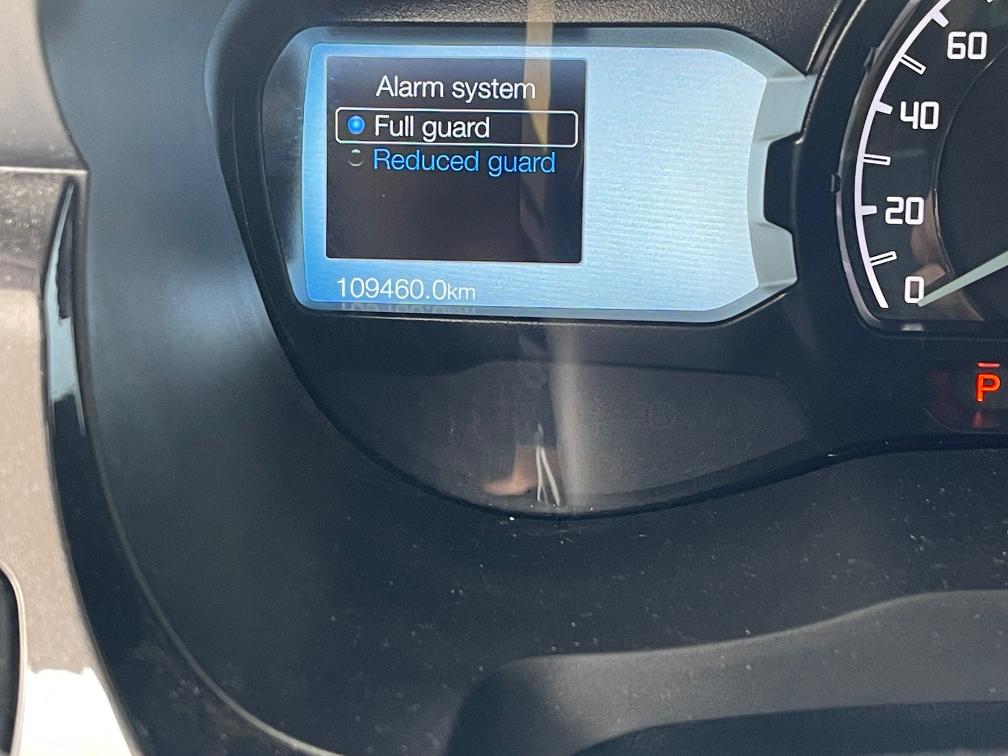 Alarm system
Full guard
Reduced guard
109460.0km
60
40
20
0
P